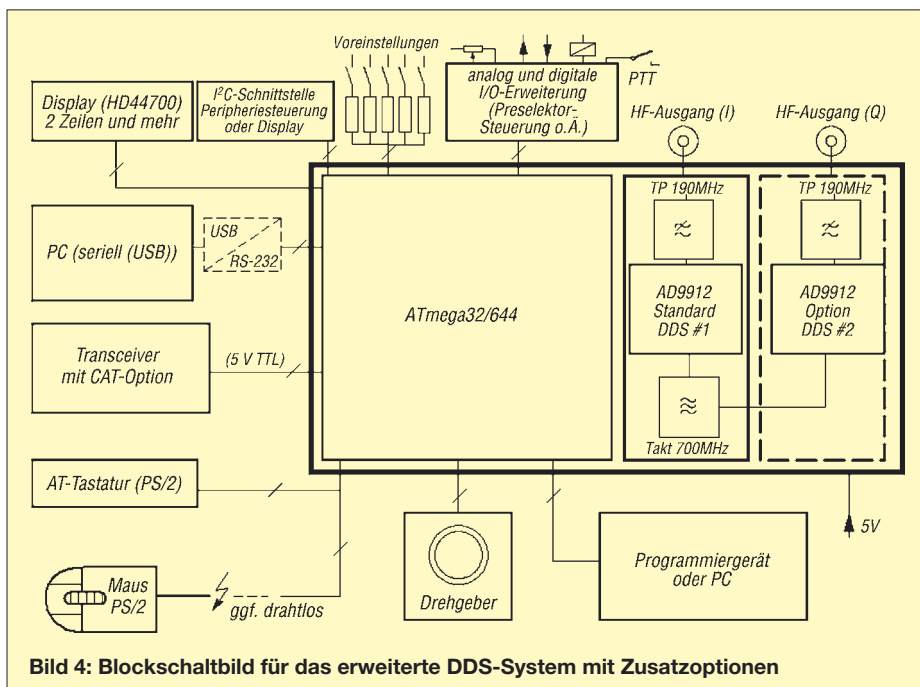 Voreinstellungen
Display (HD44700)
2 Zeilen und mehr
I²C-Schnittstelle
Peripheriesteuerung
oder Display
analog und digitale
I/O-Erweiterung
(Preselektor-
Steuerung o.Ä.)
PTT
HF-Ausgang (I)
HF-Ausgang (Q)
PC (seriell (USB))
USB
RS-232
ATmega32/644
TP 190MHz
TP 190MHz
AD9912
Standard
DDS #1
AD9912
Option
DDS #2
Takt 700MHz
Transceiver
mit CAT-Option
(5 V TTL)
AT-Tastatur (PS/2)
5V
Maus
PS/2
ggf. drahtlos
Drehgeber
Programmiergerät
oder PC
Bild 4: Blockschaltbild für das erweiterte DDS-System mit Zusatzoptionen